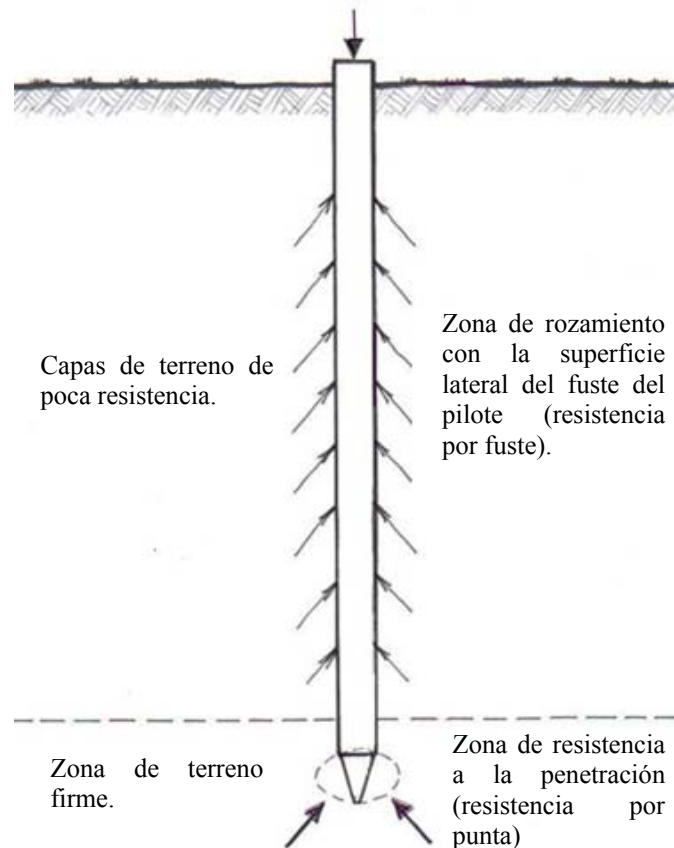 Capas de terreno de
poca resistencia.
Zona de rozamiento
con la superficie
lateral del fuste del
pilote (resistencia
por fuste).
Zona de terreno
firme.
Zona de resistencia
a la penetración
(resistencia por
punta)